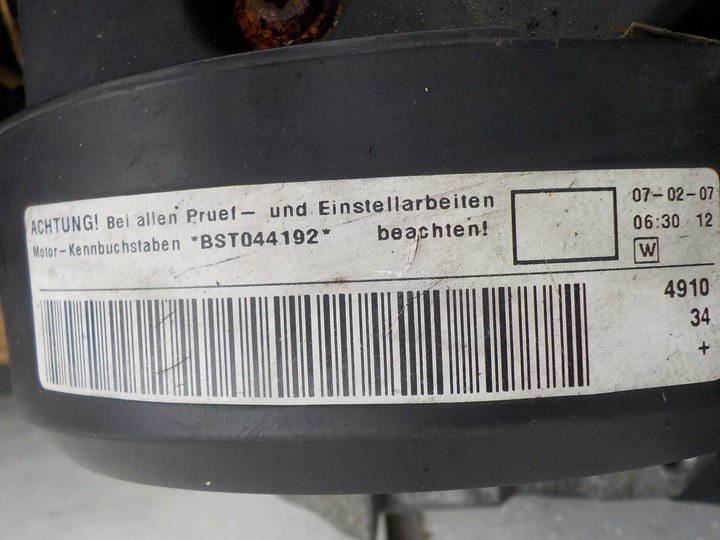 ACHTUNG! Bei allen Pruef- und Einstellarbeiten
Motor-Kennbuchstaben *BST044192* beachten!
07-02-07
06:30 12
W
4910
34
+